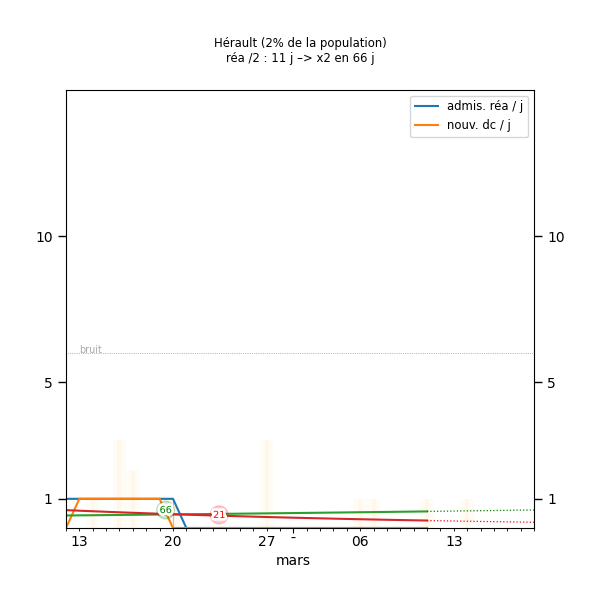 Hérault (2% de la population)
réa /2 : 11 j –> x2 en 66 j
admis. réa / j
nouv. dc / j
10
10
bruit
5
5
1
1
66
21
13
20
27
-
06
13
mars